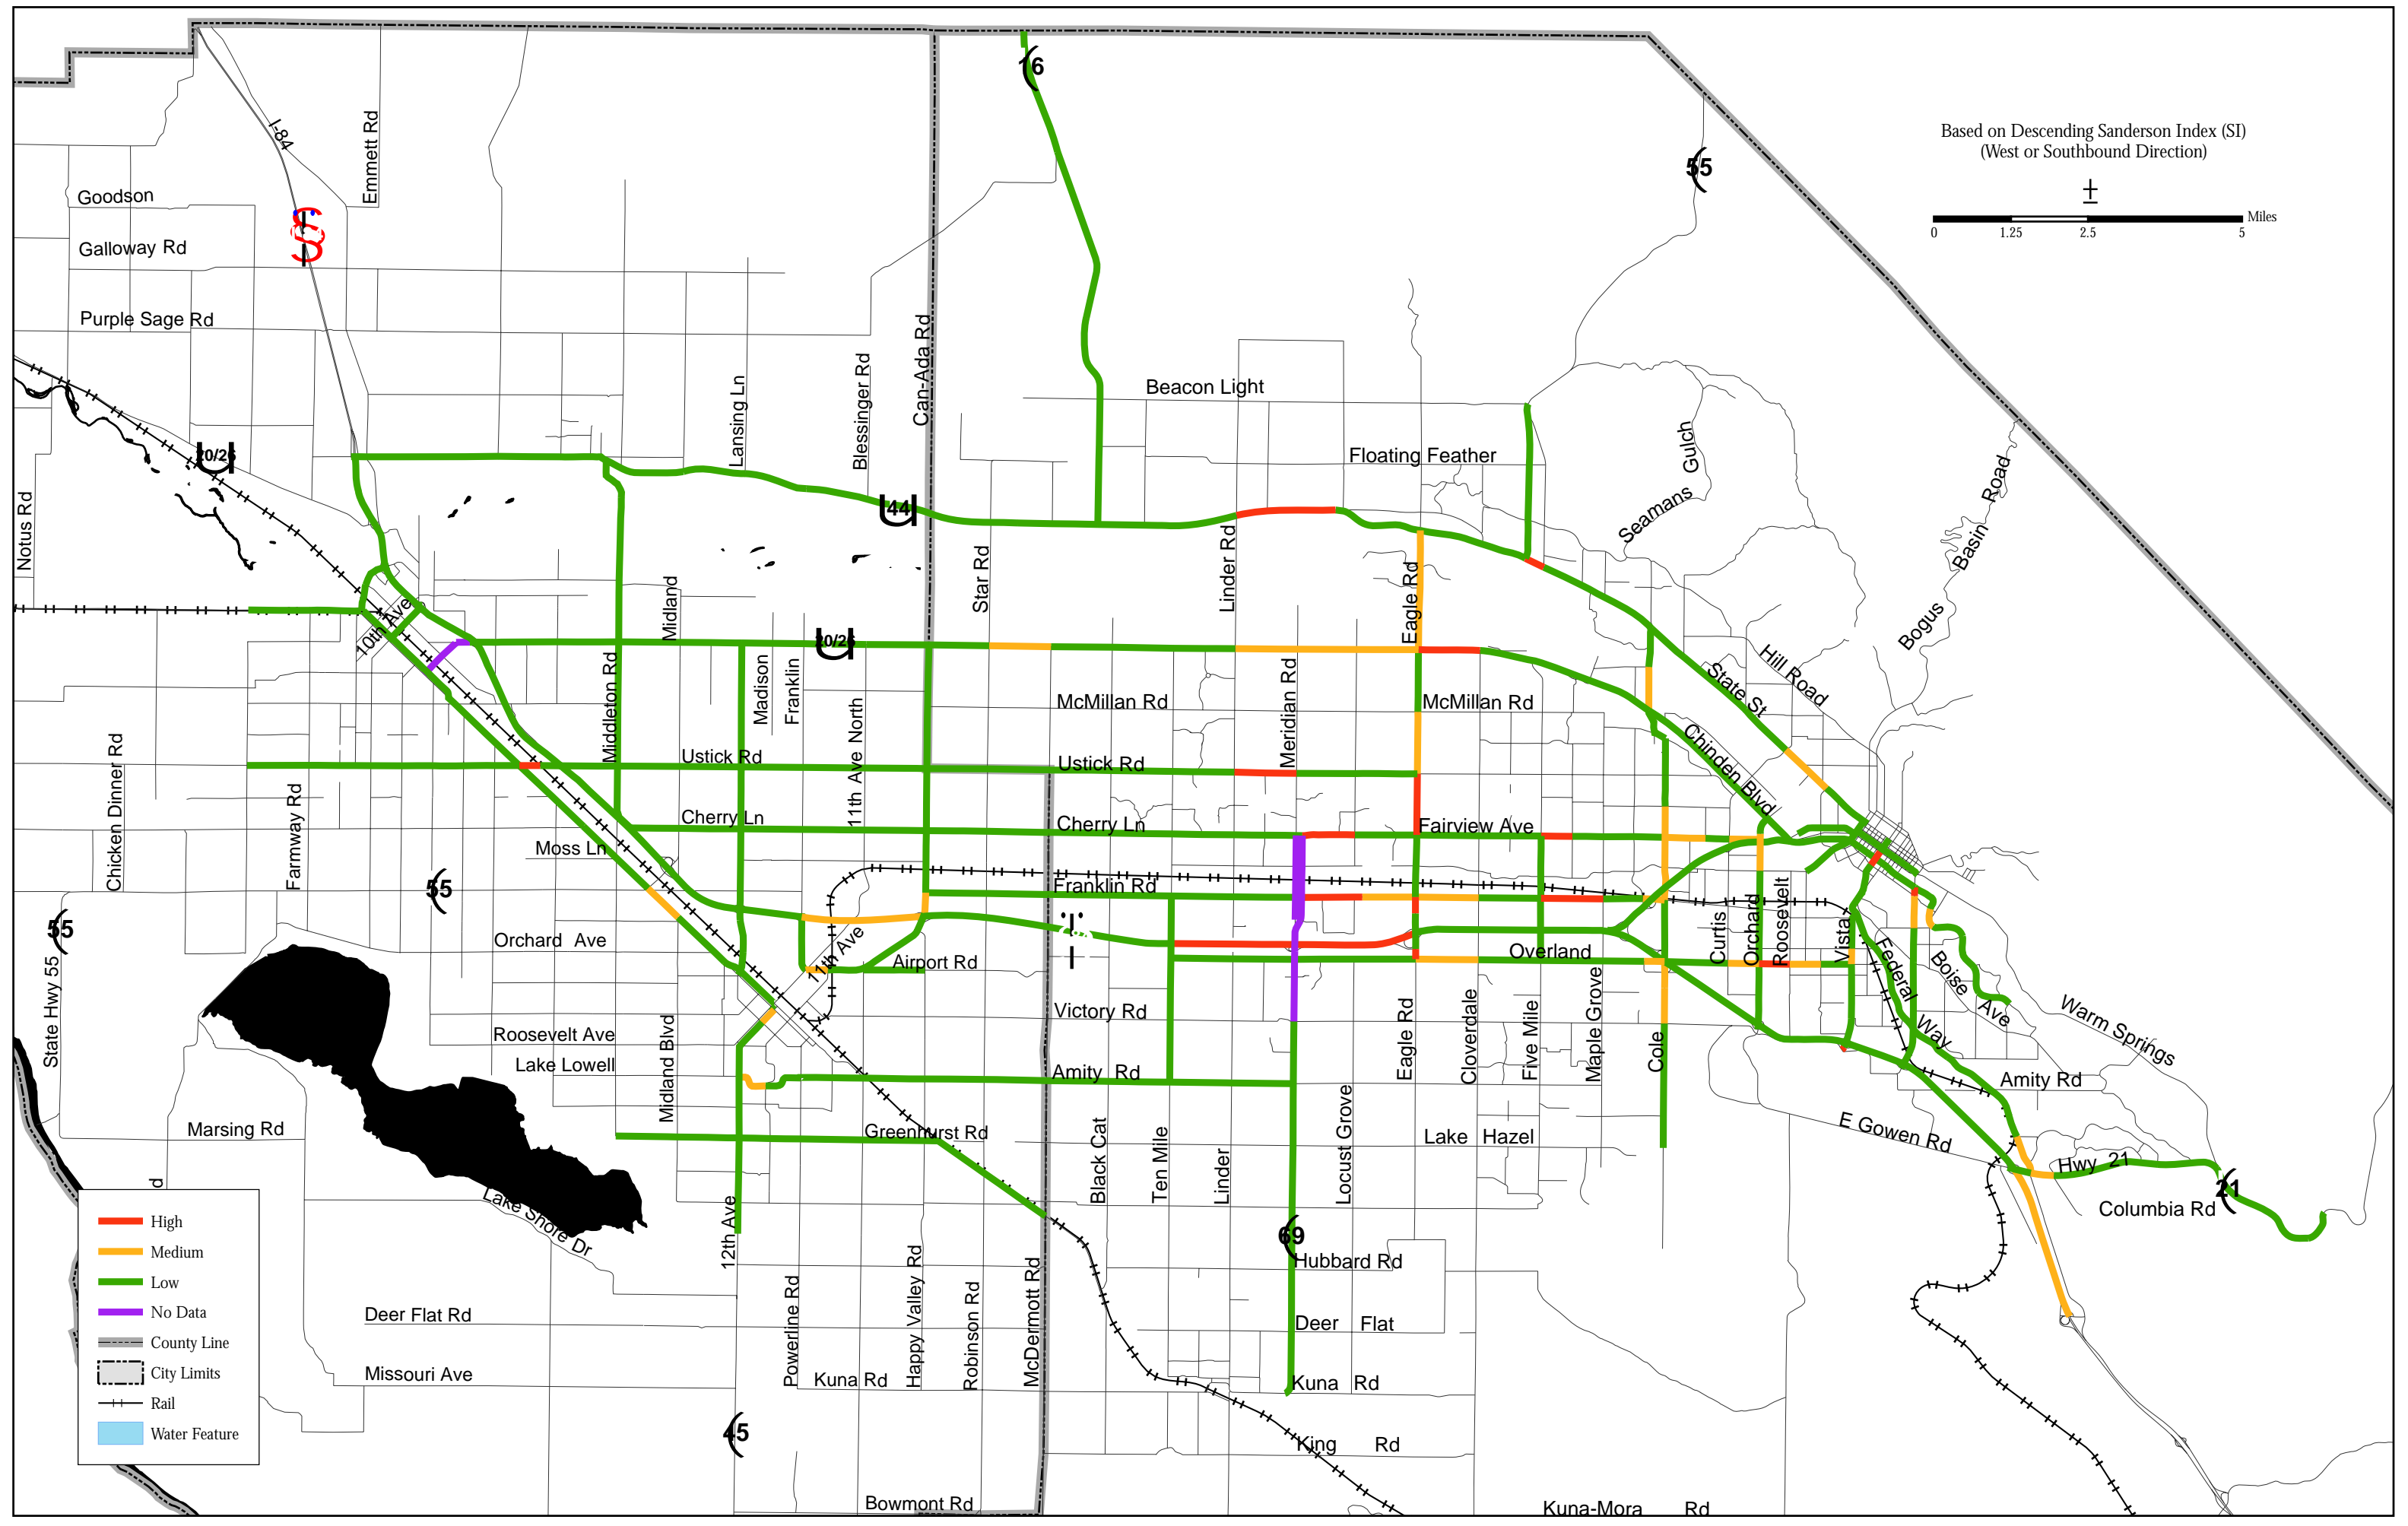 16
Based on Descending Sanderson Index (SI)
(West or Southbound Direction)
±
Miles
0 1.25 2.5 5
I-84
Emmett Rd
55
Goodson
Galloway Rd
Purple Sage Rd
Can-Ada Rd
Lansing Ln
Blessinger Rd
Beacon Light
Floating Feather
Seamans
Gulch
Bogus
Basin
Road
20/26
Notus Rd
44
Star Rd
Linder Rd
Eagle Rd
10th Ave
Midland
20/26
Middleton Rd
Madison
Franklin
11th Ave North
McMillan Rd
Meridian Rd
McMillan Rd
State St
Hill Road
Chinden Blvd
Chicken Dinner Rd
Farmway Rd
Ustick Rd
Ustick Rd
Cherry Ln
Cherry Ln
Fairview Ave
Moss Ln
55
55
Franklin Rd
Curtis
Orchard
Roosevelt
Vista
Federal
Way
Boise
Ave
Warm Springs
State Hwy 55
Orchard Ave
11th Ave
Airport Rd
Overland
Victory Rd
Roosevelt Ave
Lake Lowell
Midland Blvd
Amity Rd
Eagle Rd
Cloverdale
Five Mile
Maple Grove
Cole
Amity Rd
E Gowen Rd
Marsing Rd
Greenhurst Rd
Black Cat
Ten Mile
Linder
Locust Grove
Lake Hazel
Hwy 21
21
Columbia Rd
d
Lake Shore Dr
12th Ave
69
Hubbard Rd
High
Medium
Low
No Data
County Line
City Limits
Rail
Water Feature
Deer Flat Rd
Powerline Rd
Happy Valley Rd
Robinson Rd
McDermott Rd
Deer Flat
Missouri Ave
Kuna Rd
Kuna Rd
45
King Rd
Bowmont Rd
Kuna-Mora Rd